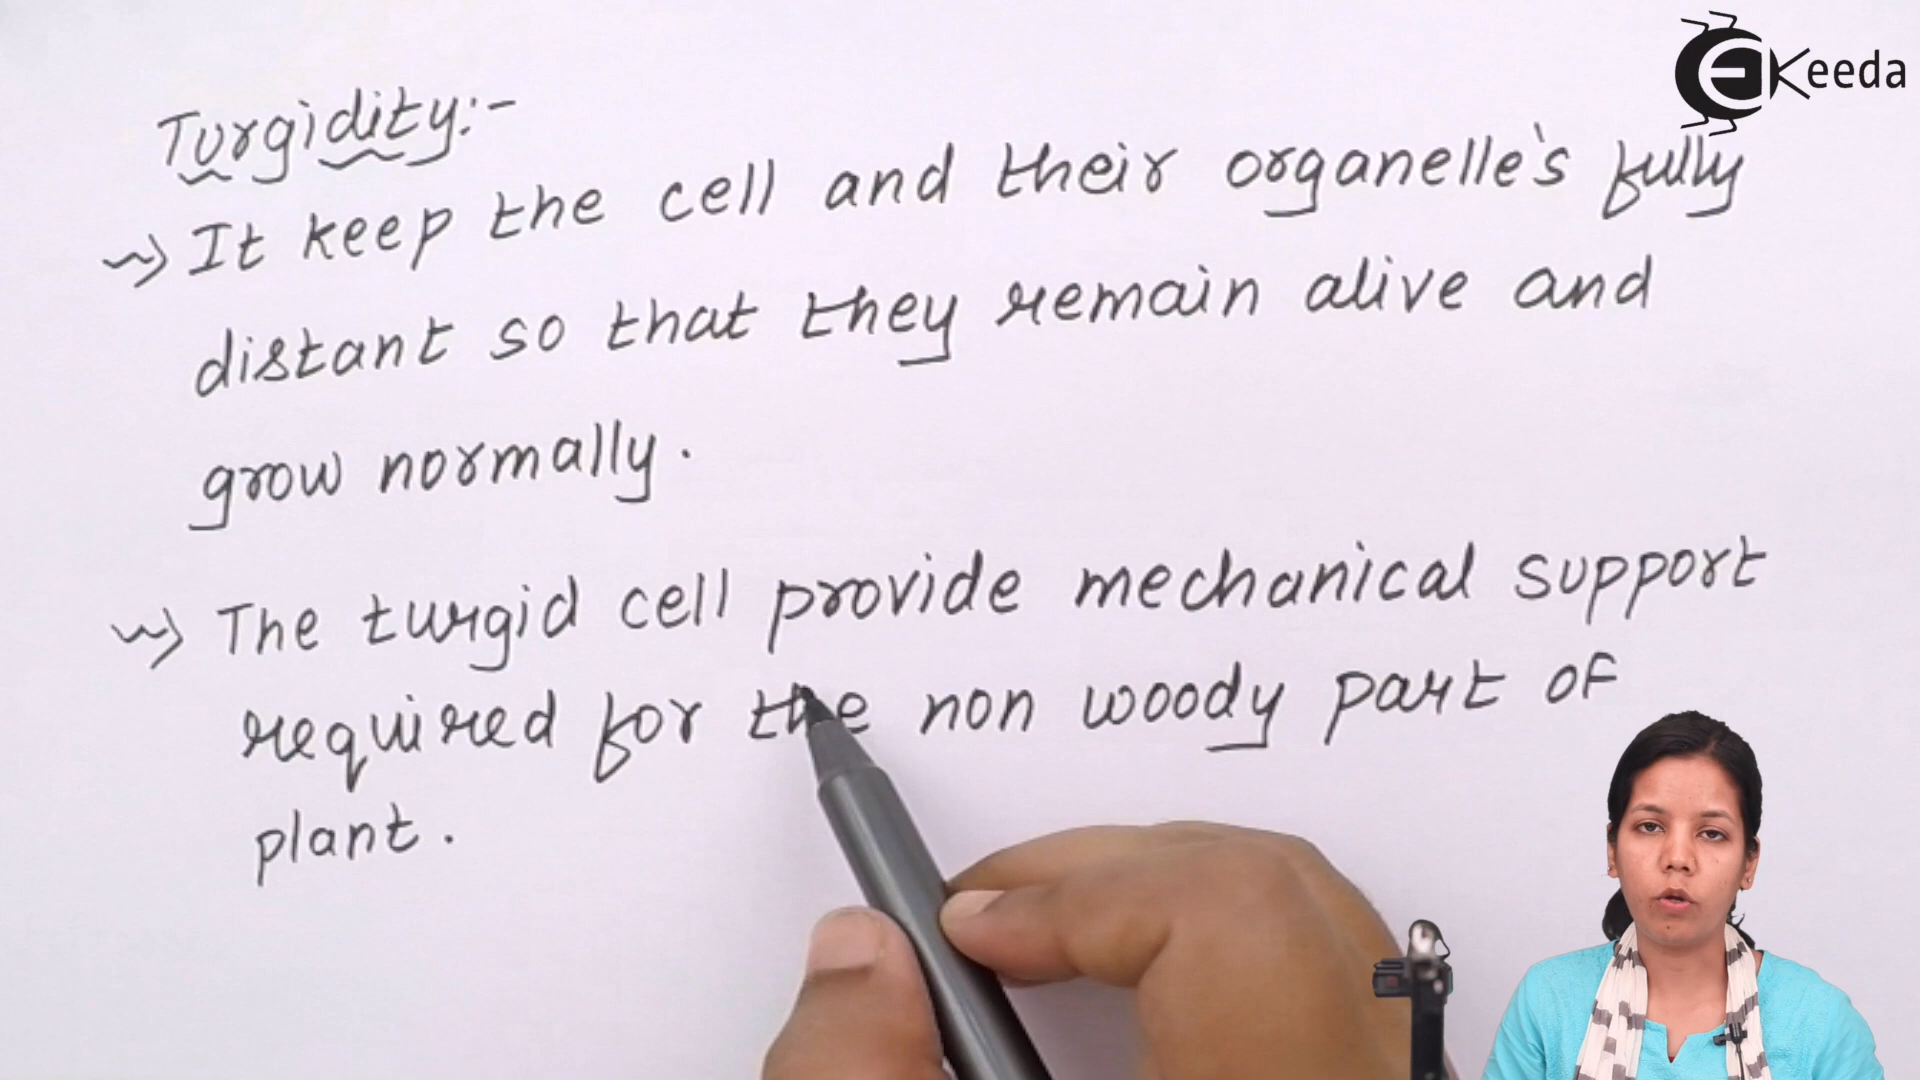 EKeeda
Turgidity:-
⇝ It keep the cell and their organelle's fully
distant so that they remain alive and
grow normally.
⇝ The turgid cell provide mechanical support
required for the non woody part of
plant.